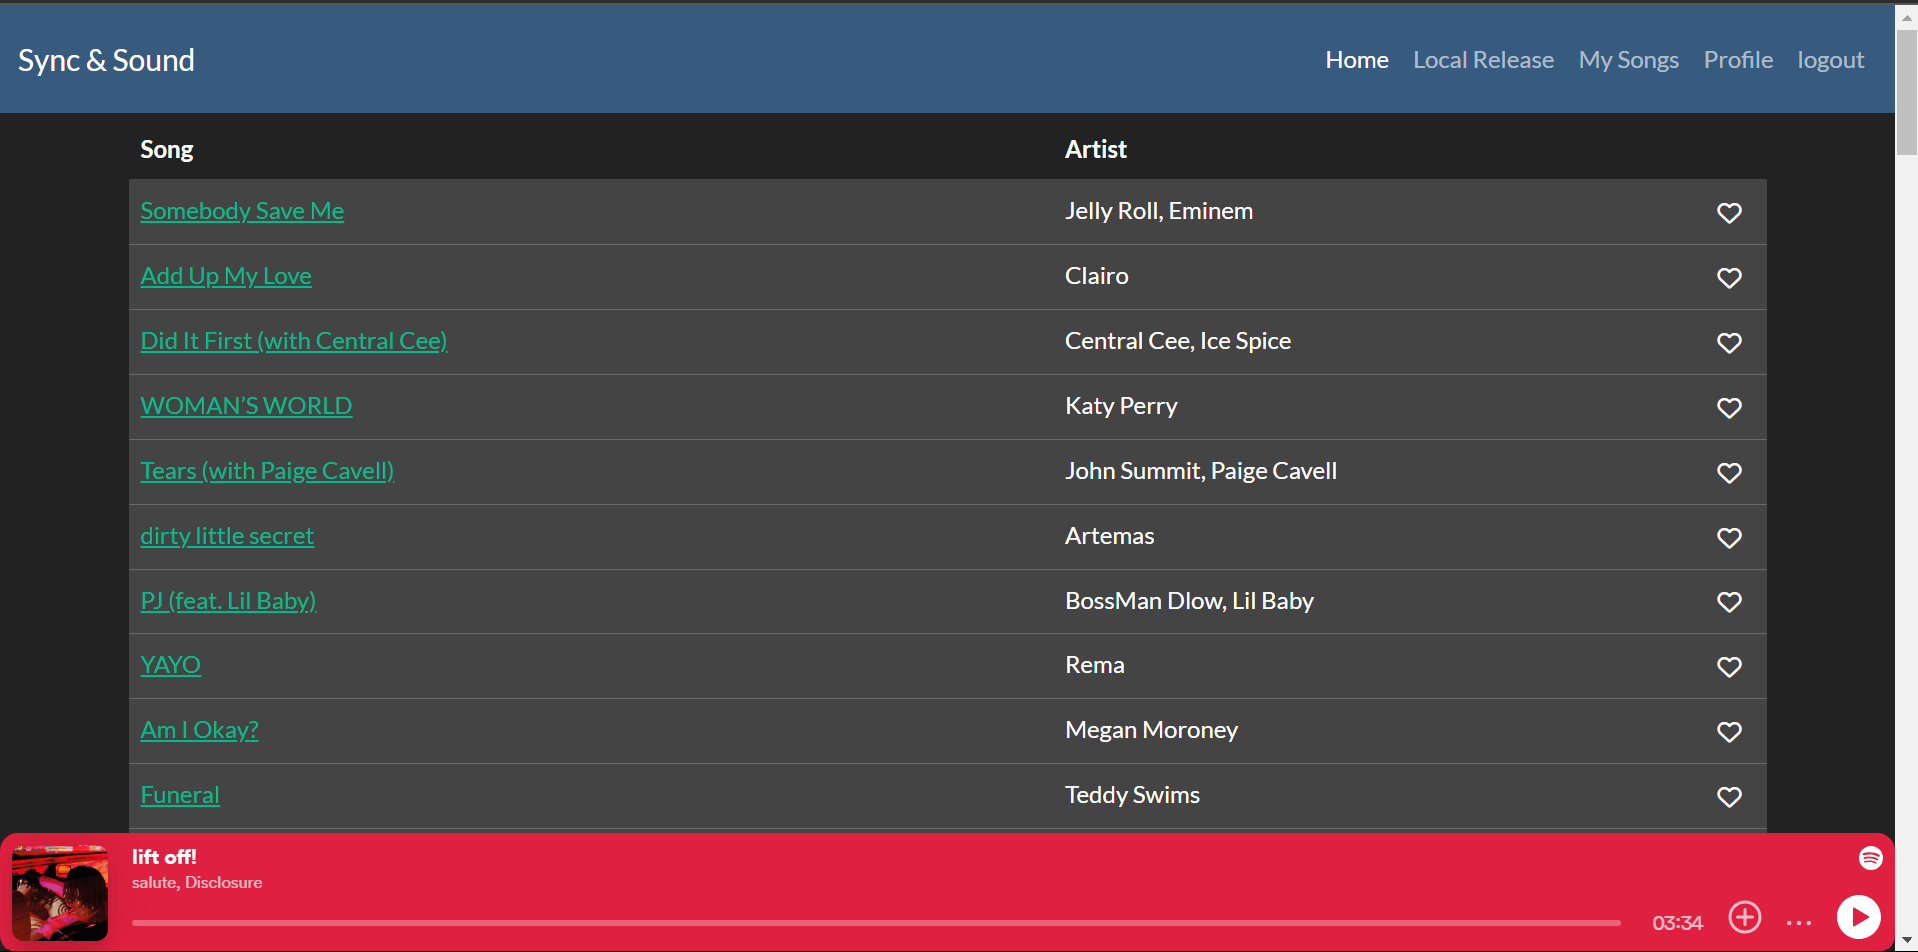 Sync & Sound
Home Local Release My Songs Profile logout
Song Artist
Somebody Save Me Jelly Roll, Eminem
Add Up My Love Clairo
Did It First (with Central Cee) Central Cee, Ice Spice
WOMAN’S WORLD Katy Perry
Tears (with Paige Cavell) John Summit, Paige Cavell
dirty little secret Artemas
PJ (feat. Lil Baby) BossMan Dlow, Lil Baby
YAYO Rema
Am I Okay? Megan Moroney
Funeral Teddy Swims
lift off!
salute, Disclosure
03:34